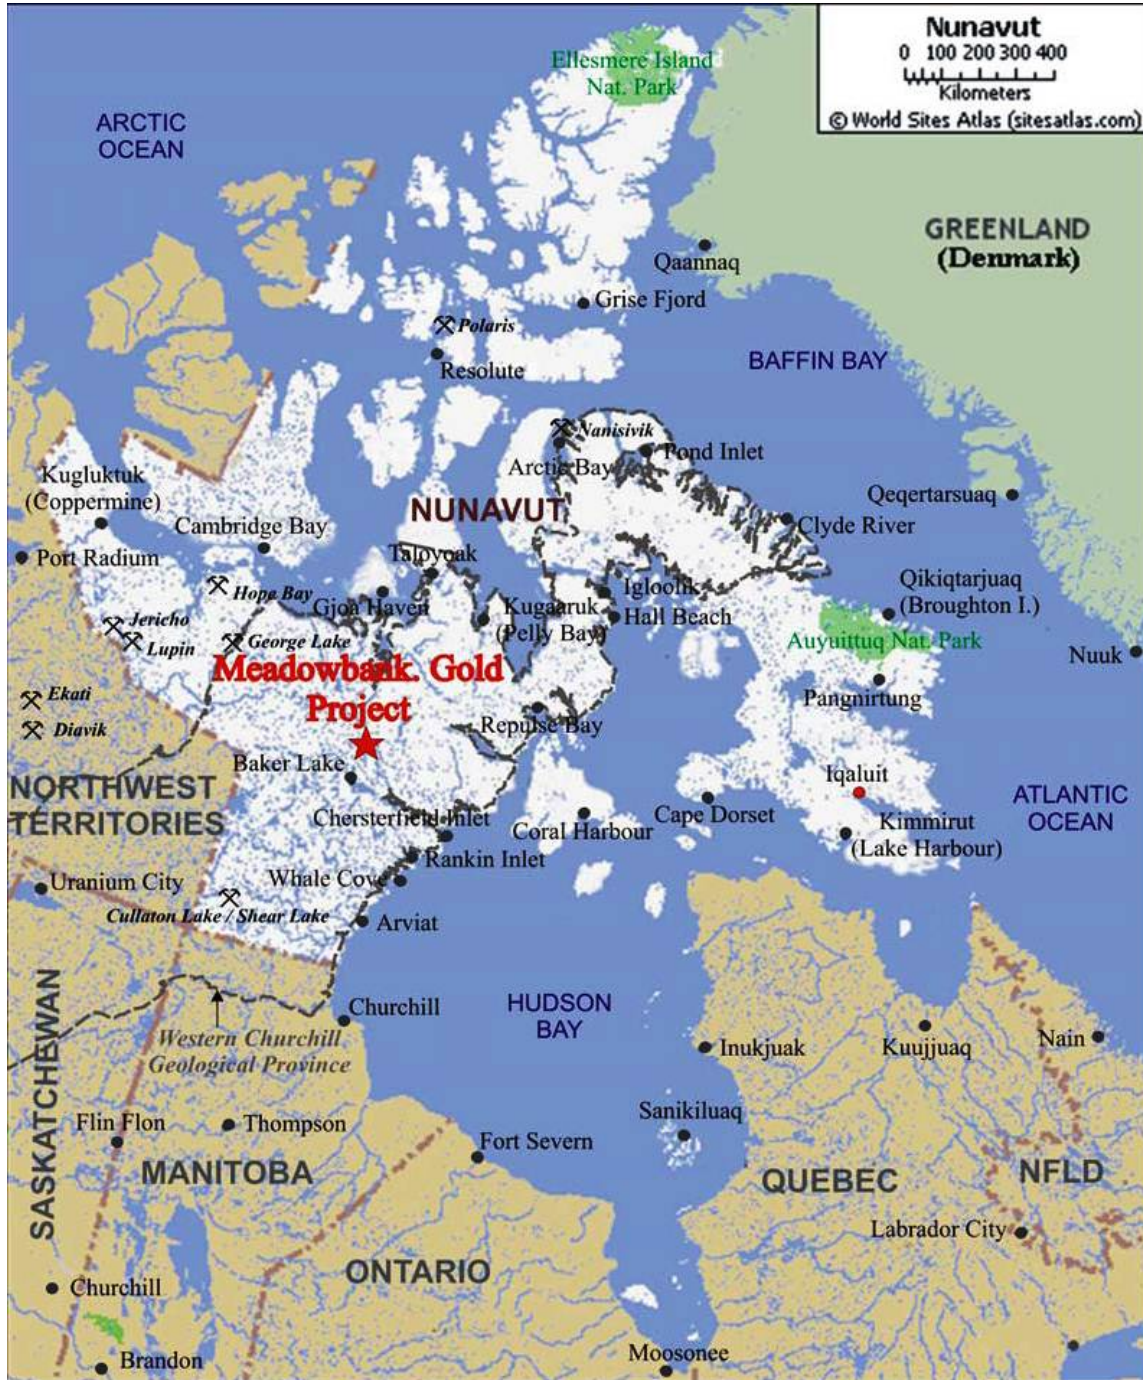 Nunavut
0 100 200 300 400
Kilometers
© World Sites Atlas (sitesatlas.com)
Ellesmere Island
Nat. Park
ARCTIC
OCEAN
GREENLAND
(Denmark)
Qaannaq
Grise Fjord
Polaris
Resolute
BAFFIN BAY
Nanisivik
Arctic Bay
Pond Inlet
Kugluktuk
(Coppermine)
NUNAVUT
Qeqertarsuaq
Cambridge Bay
Clyde River
Port Radium
Taloyoak
Hopa Bay
Gjoa Haven
Igloolik
Qikiqtarjuaq
(Broughton I.)
Kugaaruk
(Pelly Bay)
Hall Beach
Jericho
Lupin
George Lake
Auyuittuq Nat. Park
Nuuk
Meadowbank. Gold
Project
Ekati
Pangnirtung
Diavik
Repulse Bay
Baker Lake
Iqaluit
NORTHWEST
TERRITORIES
ATLANTIC
OCEAN
Chersterfield Inlet
Coral Harbour
Cape Dorset
Kimmirut
(Lake Harbour)
Rankin Inlet
Whale Cove
Uranium City
Cullaton Lake / Shear Lake
Arviat
SASKATCHEWAN
Churchill
HUDSON
BAY
Western Churchill
Geological Province
Inukjuak
Kuujjuaq
Nain
Flin Flon
Thompson
Sanikiluaq
Fort Severn
MANITOBA
QUEBEC
NFLD
Labrador City
ONTARIO
Churchill
Brandon
Moosonee